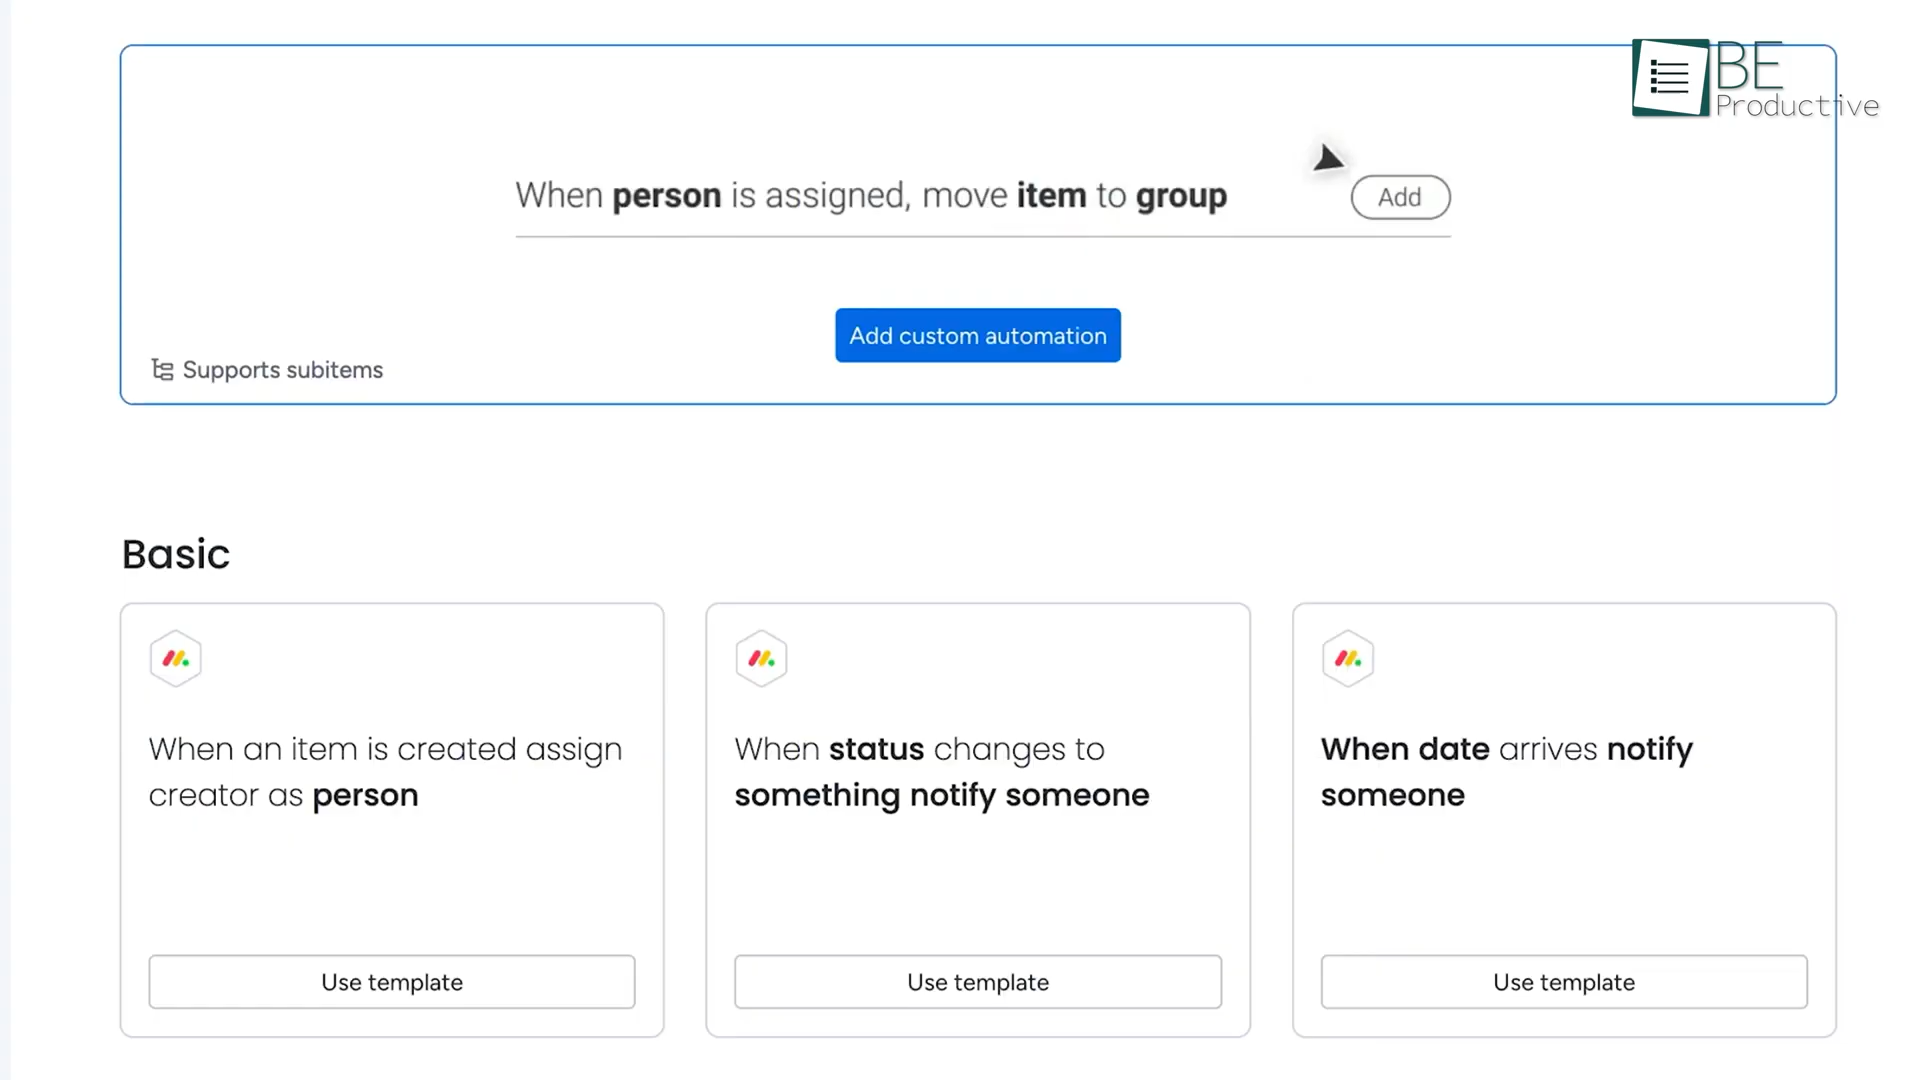 BE
Productive
When person is assigned, move item to group
Add
Add custom automation
Supports subitems
Basic
When an item is created assign
creator as person
Use template
When status changes to
something notify someone
Use template
When date arrives notify
someone
Use template